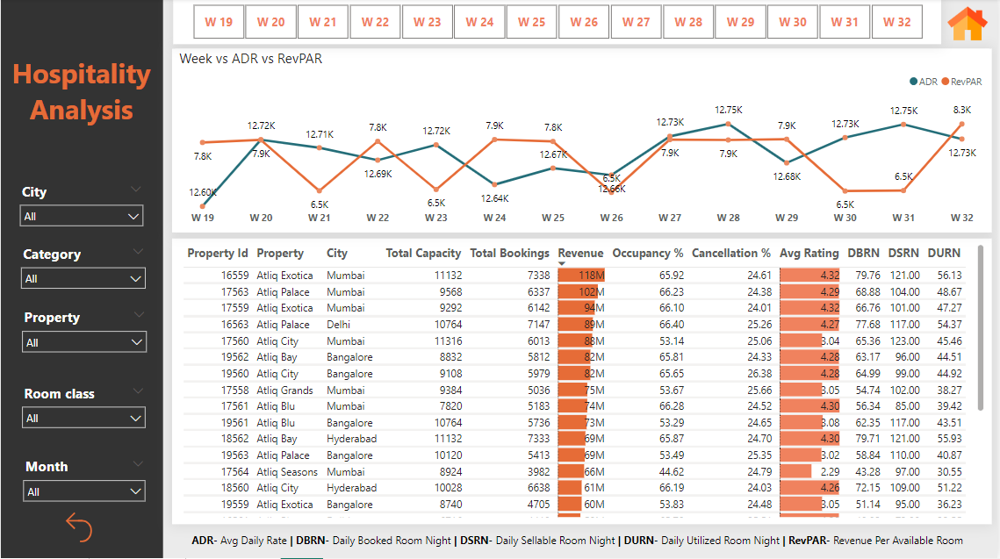 W 19 W 20 W 21 W 22 W 23 W 24 W 25 W 26 W 27 W 28 W 29 W 30 W 31 W 32
Hospitality
Analysis
City
All
Category
All
Property
All
Room class
All
Month
All
Week vs ADR vs RevPAR
ADR RevPAR
12.60K 12.72K 12.71K 12.69K 12.72K 12.64K 12.67K 12.66K 12.73K 12.75K 12.68K 12.73K 12.75K 12.73K
7.8K 7.9K 6.5K 7.8K 6.5K 7.9K 7.8K 6.5K 7.9K 7.9K 7.9K 6.5K 6.5K 8.3K
W 19 W 20 W 21 W 22 W 23 W 24 W 25 W 26 W 27 W 28 W 29 W 30 W 31 W 32
Property Id Property City Total Capacity Total Bookings Revenue Occupancy % Cancellation % Avg Rating DBRN DSRN DURN
16559 Atliq Exotica Mumbai 11132 7338 118M 65.92 24.61 4.32 79.76 121.00 56.13
17563 Atliq Palace Mumbai 9568 6337 102M 66.23 24.38 4.29 68.88 104.00 48.67
17559 Atliq Exotica Mumbai 9292 6142 94M 66.10 24.01 4.32 66.76 101.00 47.27
16563 Atliq Palace Delhi 10764 7147 89M 66.40 25.26 4.27 77.68 117.00 54.37
17560 Atliq City Mumbai 11316 6013 88M 53.14 25.06 3.04 65.36 123.00 45.46
19562 Atliq Bay Bangalore 8832 5812 82M 65.81 24.33 4.28 63.17 96.00 44.51
19560 Atliq City Bangalore 9108 5979 82M 65.65 26.38 4.28 64.99 99.00 44.92
17558 Atliq Grands Mumbai 9384 5036 75M 53.67 25.66 3.05 54.74 102.00 38.27
17561 Atliq Blu Mumbai 7820 5183 74M 66.28 24.52 4.30 56.34 85.00 39.42
19561 Atliq Blu Bangalore 10764 5736 73M 53.29 24.65 3.08 62.35 117.00 43.51
18562 Atliq Bay Hyderabad 11132 7333 69M 65.87 24.70 4.30 79.71 121.00 55.93
19563 Atliq Palace Bangalore 10120 5413 69M 53.49 25.35 3.02 58.84 110.00 40.87
17564 Atliq Seasons Mumbai 8924 3982 66M 44.62 24.79 2.29 43.28 97.00 30.55
18560 Atliq City Hyderabad 10028 6638 61M 66.19 24.03 4.26 72.15 109.00 51.22
19559 Atliq Exotica Bangalore 8740 4705 60M 53.83 24.48 3.05 51.14 95.00 36.23
ADR- Avg Daily Rate | DBRN- Daily Booked Room Night | DSRN- Daily Sellable Room Night | DURN- Daily Utilized Room Night | RevPAR- Revenue Per Available Room